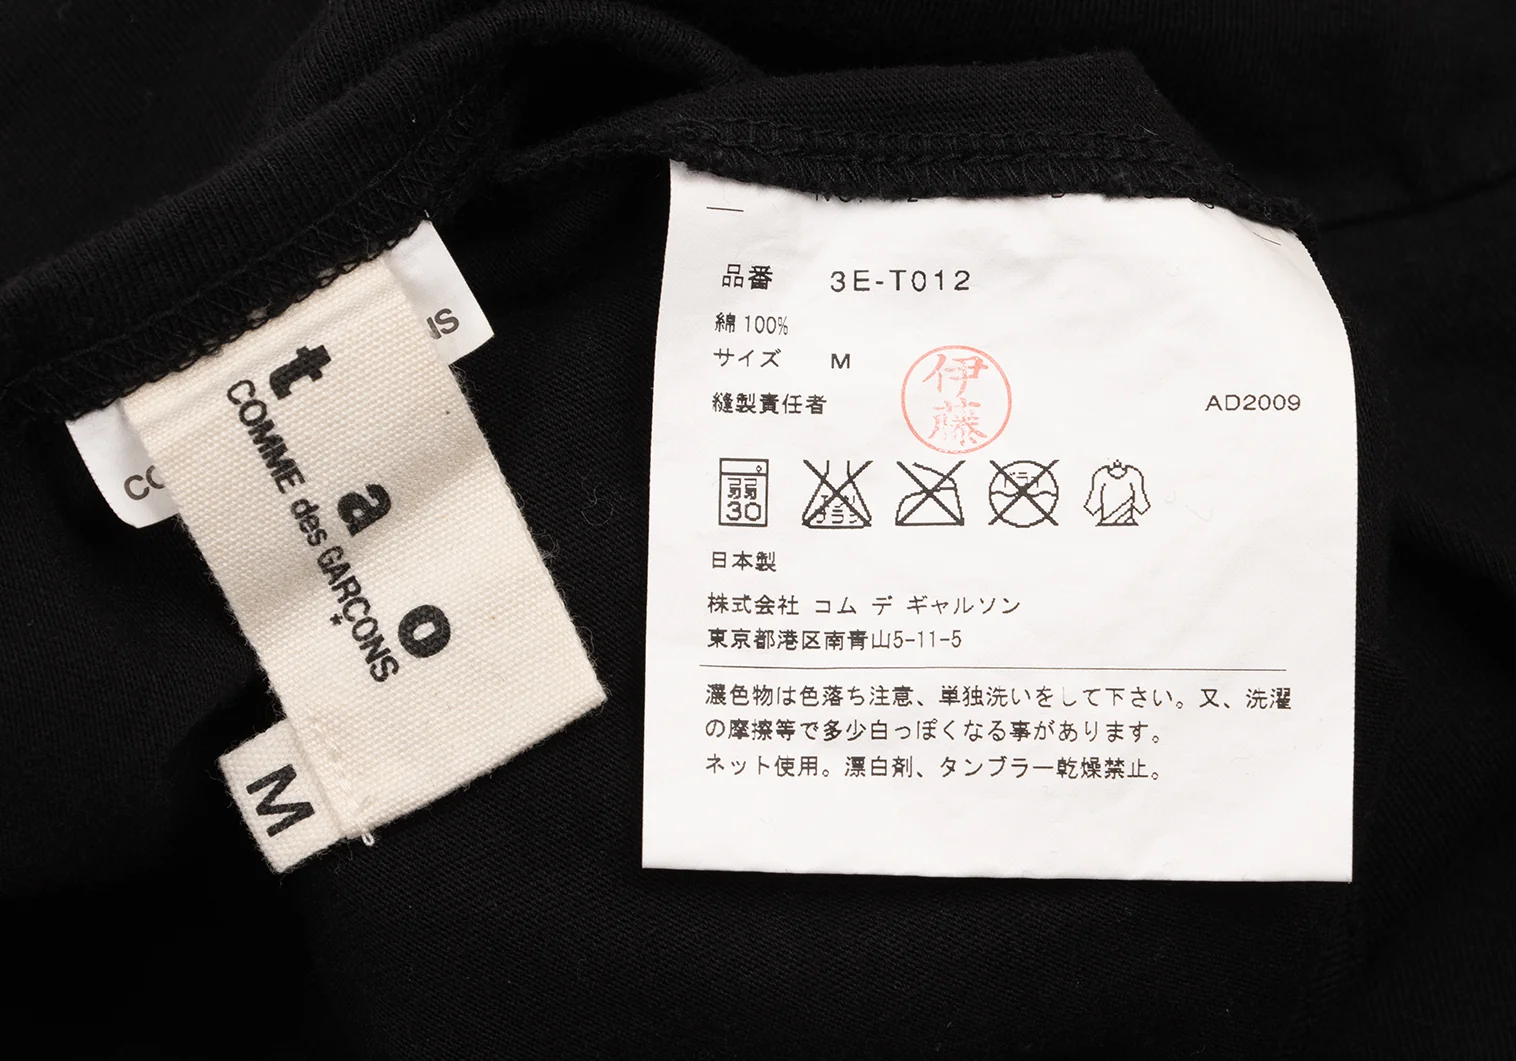 t a o
COMME des GARÇONS
*
M
品番 3E-T012
綿100%
サイズ M
伊藤
縫製責任者 AD2009
弱
30
日本製
株式会社 コム デ ギャルソン
東京都港区南青山5-11-5
濃色物は色落ち注意、単独洗いをして下さい。又、洗濯
の摩擦等で多少白っぽくなる事があります。
ネット使用。漂白剤、タンブラー乾燥禁止。